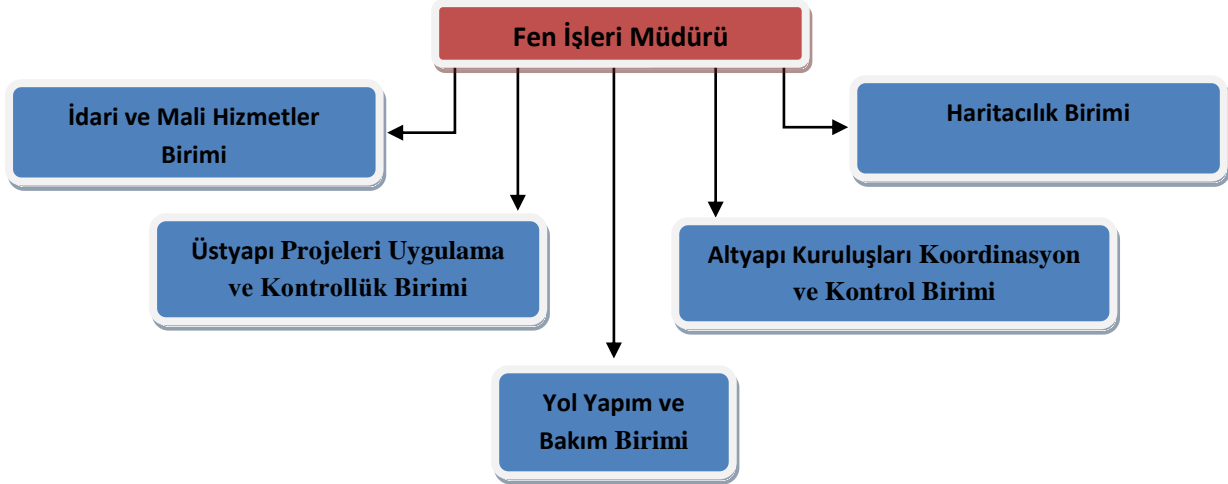 Fen İşleri Müdürü
İdari ve Mali Hizmetler
Birimi
Haritacılık Birimi
Üstyapı Projeleri Uygulama
ve Kontrollük Birimi
Altyapı Kuruluşları Koordinasyon
ve Kontrol Birimi
Yol Yapım ve
Bakım Birimi